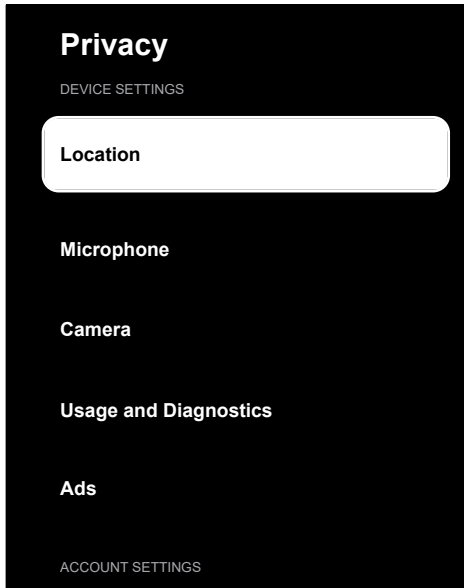 Privacy
DEVICE SETTINGS
Location
Microphone
Camera
Usage and Diagnostics
Ads
ACCOUNT SETTINGS